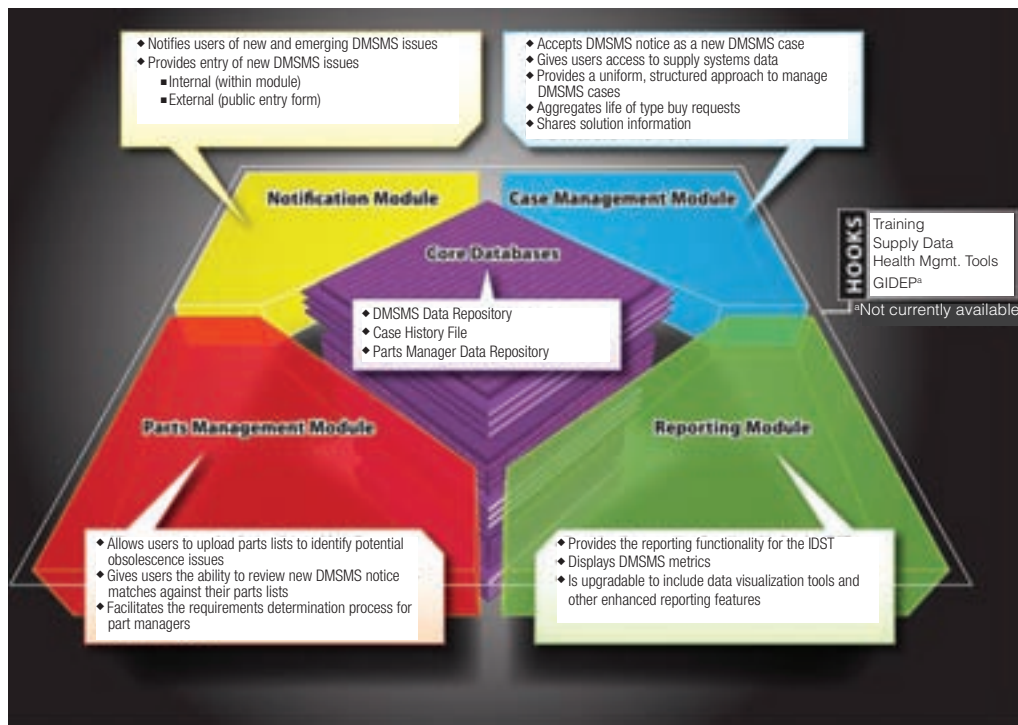 ◆ Notifies users of new and emerging DMSMS issues
◆ Provides entry of new DMSMS issues
■ Internal (within module)
■ External (public entry form)
◆ Accepts DMSMS notice as a new DMSMS case
◆ Gives users access to supply systems data
◆ Provides a uniform, structured approach to manage
DMSMS cases
◆ Aggregates life of type buy requests
◆ Shares solution information
Notification Module
Case Management Module
Core Databases
◆ DMSMS Data Repository
◆ Case History File
◆ Parts Manager Data Repository
HOOKS
Training
Supply Data
Health Mgmt. Tools
GIDEPᵃ
ᵃNot currently available
Parts Management Module
Reporting Module
◆ Allows users to upload parts lists to identify potential
obsolescence issues
◆ Gives users the ability to review new DMSMS notice
matches against their parts lists
◆ Facilitates the requirements determination process for
part managers
◆ Provides the reporting functionality for the IDST
◆ Displays DMSMS metrics
◆ Is upgradable to include data visualization tools and
other enhanced reporting features